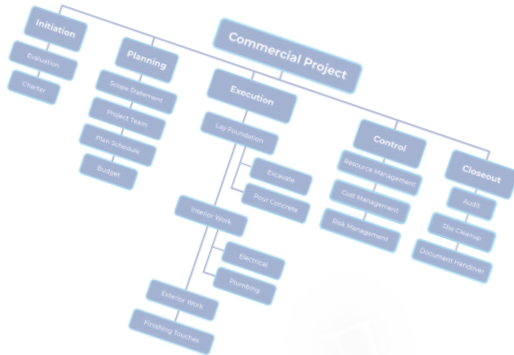 Commercial Project
Initiation
Evaluation
Charter
Planning
Scope Statement
Project Team
Plan Schedule
Budget
Execution
Lay Foundation
Excavate
Pour Concrete
Interior Work
Electrical
Plumbing
Exterior Work
Finishing Touches
Control
Resource Management
Cost Management
Risk Management
Closeout
Audit
Site Cleanup
Document Handover